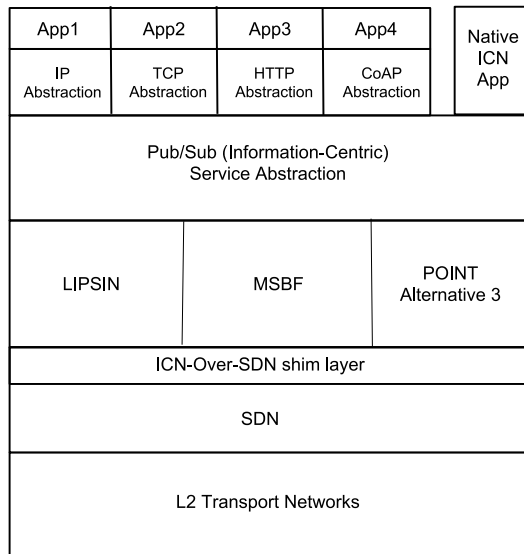 App1
App2
App3
App4
Native
ICN
App
IP
Abstraction
TCP
Abstraction
HTTP
Abstraction
CoAP
Abstraction
Pub/Sub (Information-Centric)
Service Abstraction
LIPSIN
MSBF
POINT
Alternative 3
ICN-Over-SDN shim layer
SDN
L2 Transport Networks